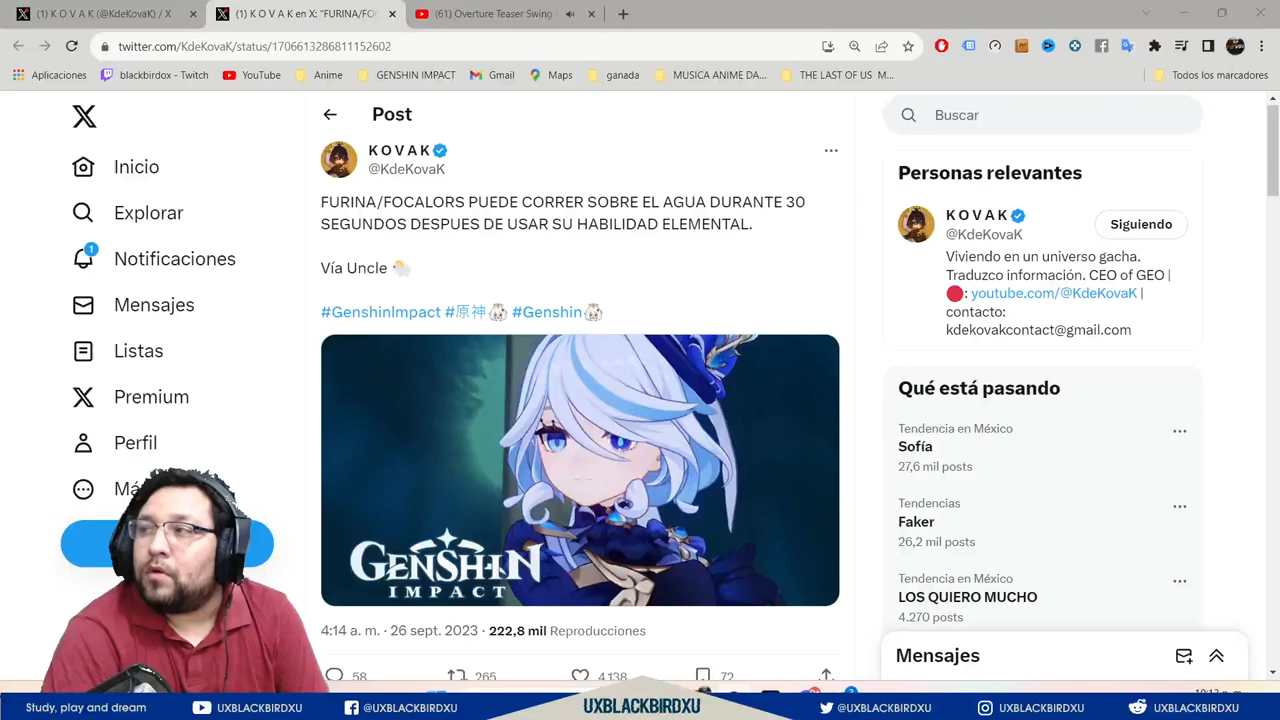 (1) K O V A K (@KdeKovaK) / X
(1) K O V A K en X: "FURINA/FO
(61) Overture Teaser Swing
twitter.com/KdeKovaK/status/1706613286811152602
Aplicaciones
blackbirdox - Twitch
YouTube
Anime
GENSHIN IMPACT
Gmail
Maps
ganada
MUSICA ANIME DA...
THE LAST OF US M...
Todos los marcadores
Inicio
Explorar
1
Notificaciones
Mensajes
Listas
Premium
Perfil
Post
K O V A K
@KdeKovaK
FURINA/FOCALORS PUEDE CORRER SOBRE EL AGUA DURANTE 30
SEGUNDOS DESPUES DE USAR SU HABILIDAD ELEMENTAL.
Vía Uncle
#GenshinImpact #原神 #Genshin
GENSHIN
IMPACT
4:14 a. m. · 26 sept. 2023 · 222,8 mil Reproducciones
58
265
4.138
72
Buscar
Personas relevantes
K O V A K
@KdeKovaK
Siguiendo
Viviendo en un universo gacha.
Traduzco información. CEO of GEO |
: youtube.com/@KdeKovaK |
contacto:
kdekovakcontact@gmail.com
Qué está pasando
Tendencia en México
Sofía
27,6 mil posts
Tendencias
Faker
26,2 mil posts
Tendencia en México
LOS QUIERO MUCHO
4.270 posts
Mensajes
Study, play and dream
UXBLACKBIRDXU
@UXBLACKBIRDXU
UXBLACKBIRDXU
@UXBLACKBIRDXU
UXBLACKBIRDXU
UXBLACKBIRDXU